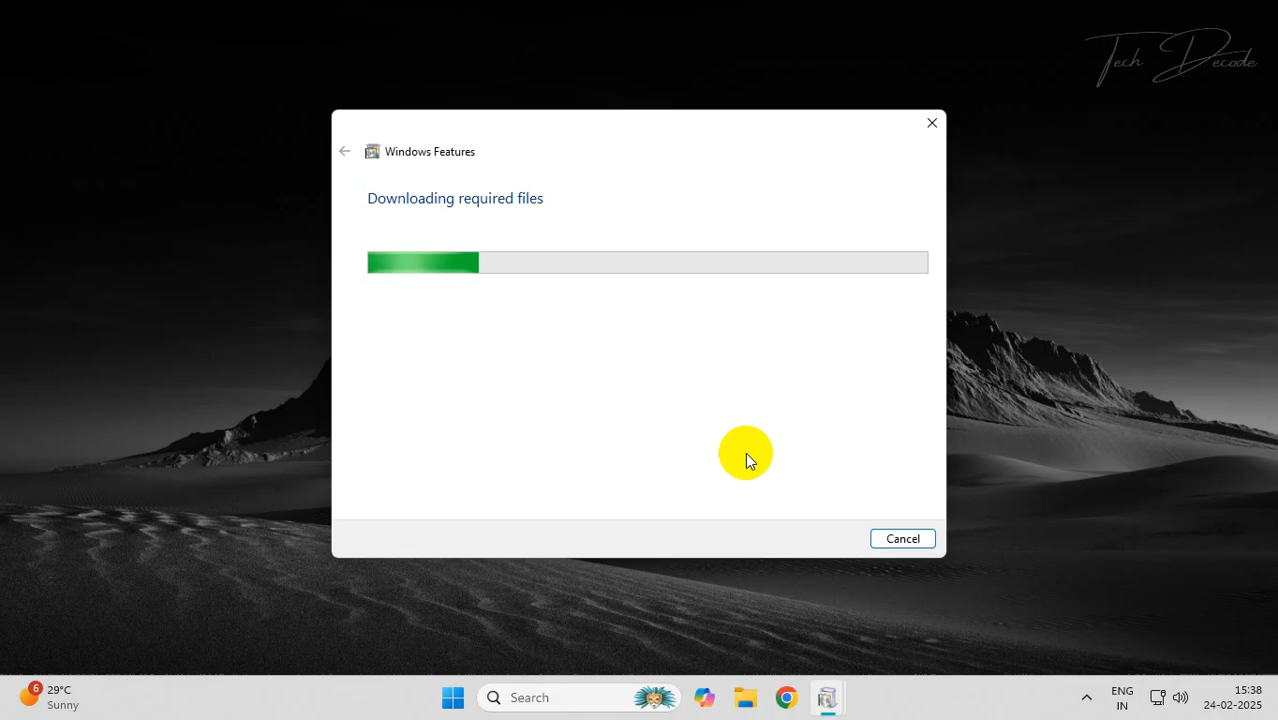 Tech Decode
Windows Features
Downloading required files
Cancel
6
29°C
Sunny
Search
ENG
IN
15:38
24-02-2025